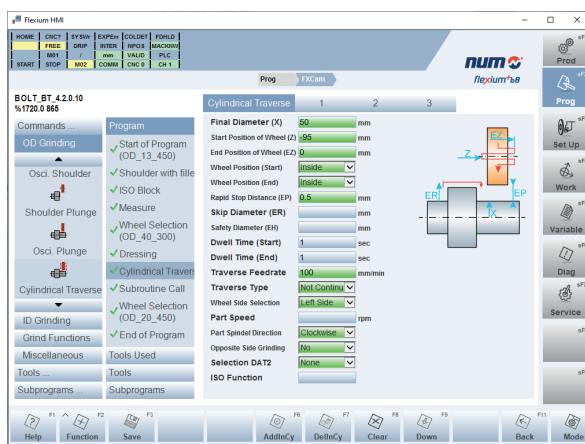 Flexium HMI
HOME CNC? SYSWr EXPErr COLDET FDHLD
FREE DRIP INTER NPOS MACHNW
M01 / mm VALID PLC
START STOP M02 COMM CNC 0 CH 1
num
flexium+68
Prog FXCam
BOLT_BT_4.2.0.10
%1720.0 865
Cylindrical Traverse 1 2 3
Commands ...
OD Grinding
Osci. Shoulder
Shoulder Plunge
Osci. Plunge
Cylindrical Traverse
ID Grinding
Grind Functions
Miscellaneous
Tools ...
Subprograms ...
Program
Start of Program
(OD_13_450)
Shoulder with fille
ISO Block
Measure
Wheel Selection
(OD_40_300)
Dressing
Cylindrical Travers
Subroutine Call
Wheel Selection
(OD_20_450)
End of Program
Tools Used
Tools
Subprograms
Final Diameter (X) 50 mm
Start Position of Wheel (Z) -95 mm
End Position of Wheel (EZ) 0 mm
Wheel Position (Start) Inside
Wheel Position (End) Inside
Rapid Stop Distance (EP) 0.5 mm
Skip Diameter (ER) mm
Safety Diameter (EH) mm
Dwell Time (Start) 1 sec
Dwell Time (End) 1 sec
Traverse Feedrate 100 mm/min
Traverse Type Not Continu
Wheel Side Selection Left Side
Part Speed rpm
Part Spindel Direction Clockwise
Opposite Side Grinding No
Selection DAT2 None
ISO Function
EZ
Z
ER
EP
X
Prod
Prog
Set Up
Work
Variable
Diag
Service
F1 F2 F3 F6 F7 F8 F9 F11
Help Function Save AddInCy DelInCy Clear Down Back Mode